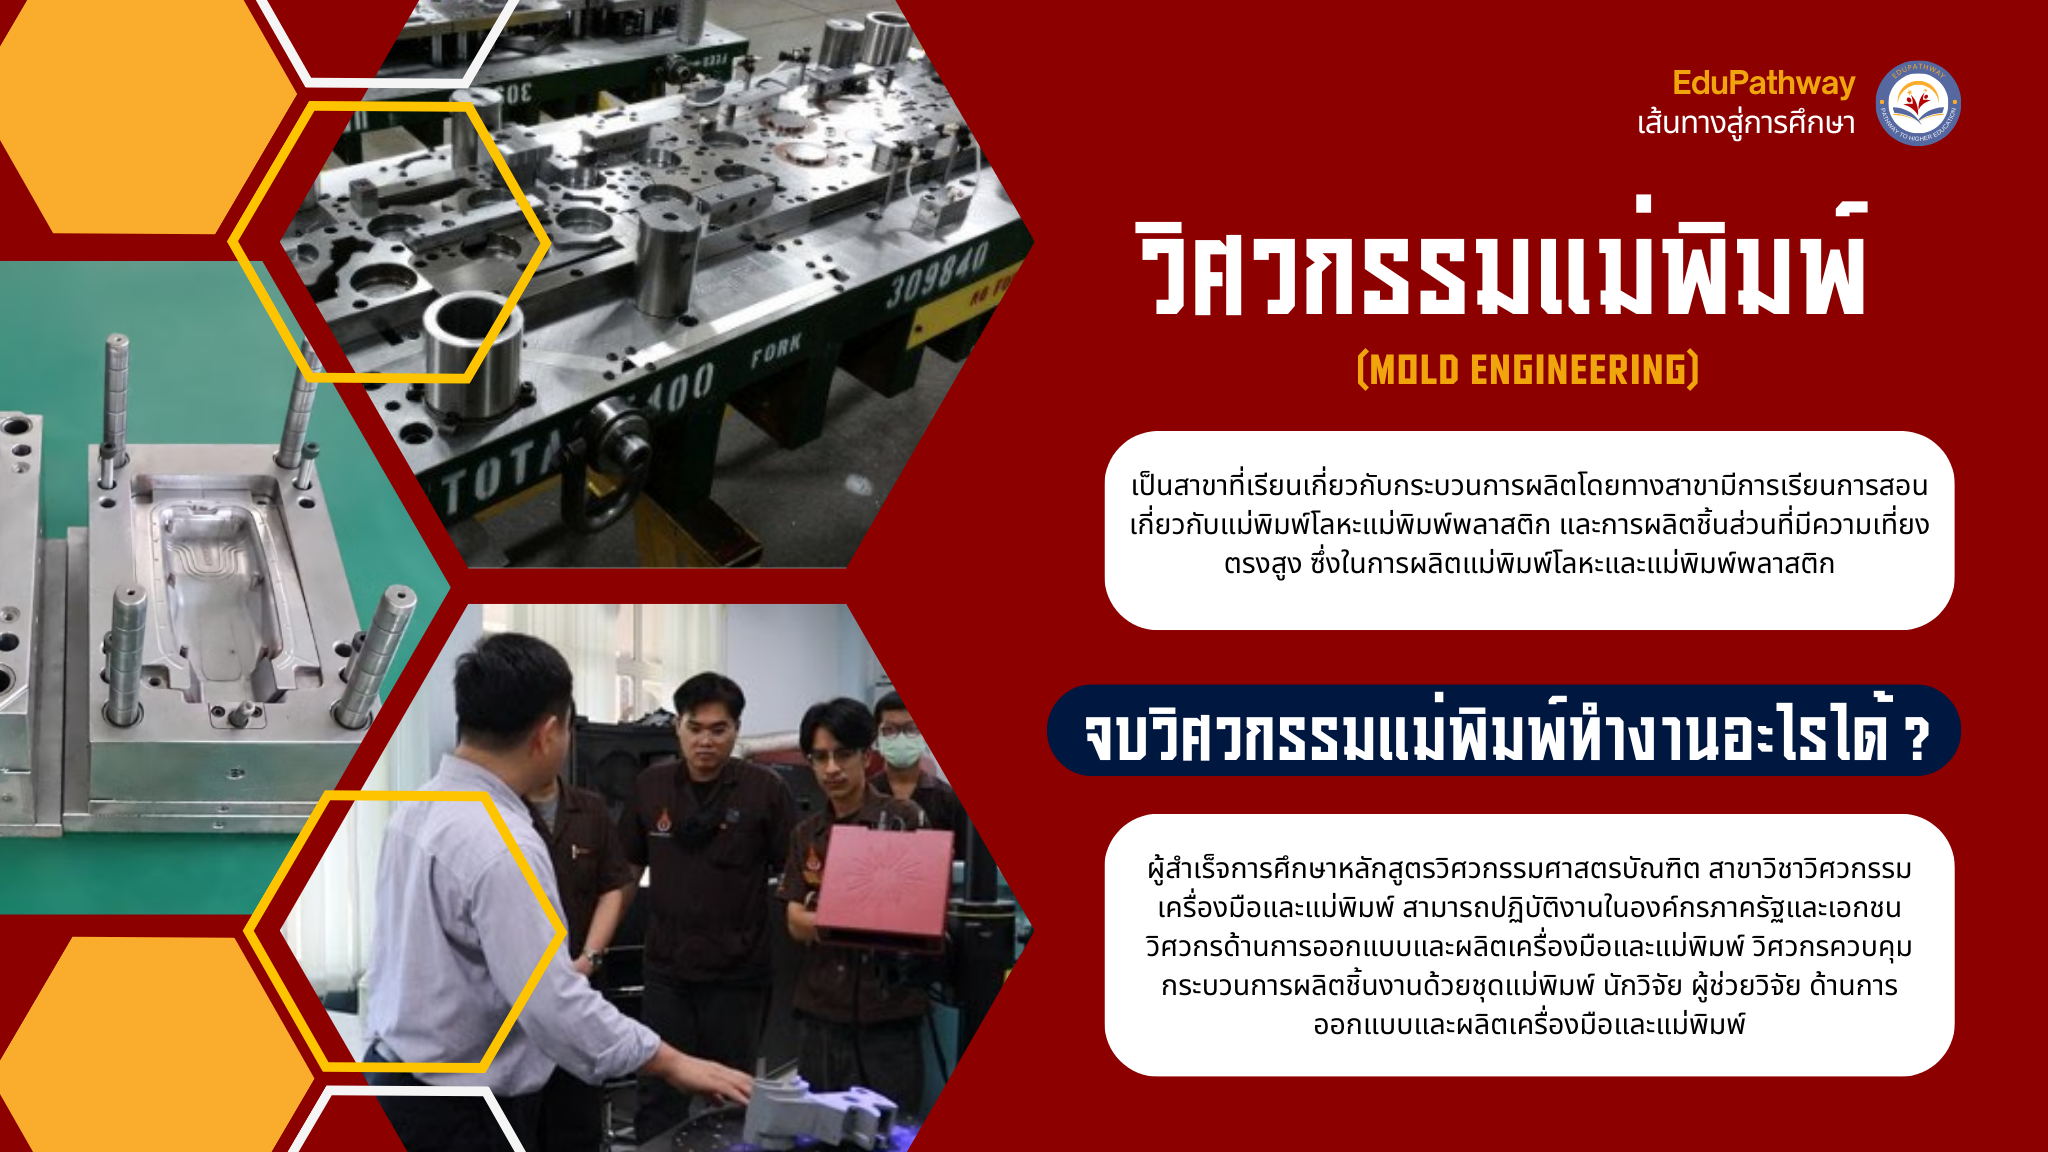 EduPathway
เส้นทางสู่การศึกษา
EDUPATHWAY
PATHWAY TO HIGHER EDUCATION
วิศวกรรมแม่พิมพ์
(MOLD ENGINEERING)
เป็นสาขาที่เรียนเกี่ยวกับกระบวนการผลิตโดยทางสาขามีการเรียนการสอน
เกี่ยวกับแม่พิมพ์โลหะแม่พิมพ์พลาสติก และการผลิตชิ้นส่วนที่มีความเที่ยง
ตรงสูง ซึ่งในการผลิตแม่พิมพ์โลหะและแม่พิมพ์พลาสติก
จบวิศวกรรมแม่พิมพ์ทำงานอะไรได้ ?
ผู้สำเร็จการศึกษาหลักสูตรวิศวกรรมศาสตรบัณฑิต สาขาวิชาวิศวกรรม
เครื่องมือและแม่พิมพ์ สามารถปฏิบัติงานในองค์กรภาครัฐและเอกชน
วิศวกรด้านการออกแบบและผลิตเครื่องมือและแม่พิมพ์ วิศวกรควบคุม
กระบวนการผลิตชิ้นงานด้วยชุดแม่พิมพ์ นักวิจัย ผู้ช่วยวิจัย ด้านการ
ออกแบบและผลิตเครื่องมือและแม่พิมพ์
309840
FORK
400
TOTA